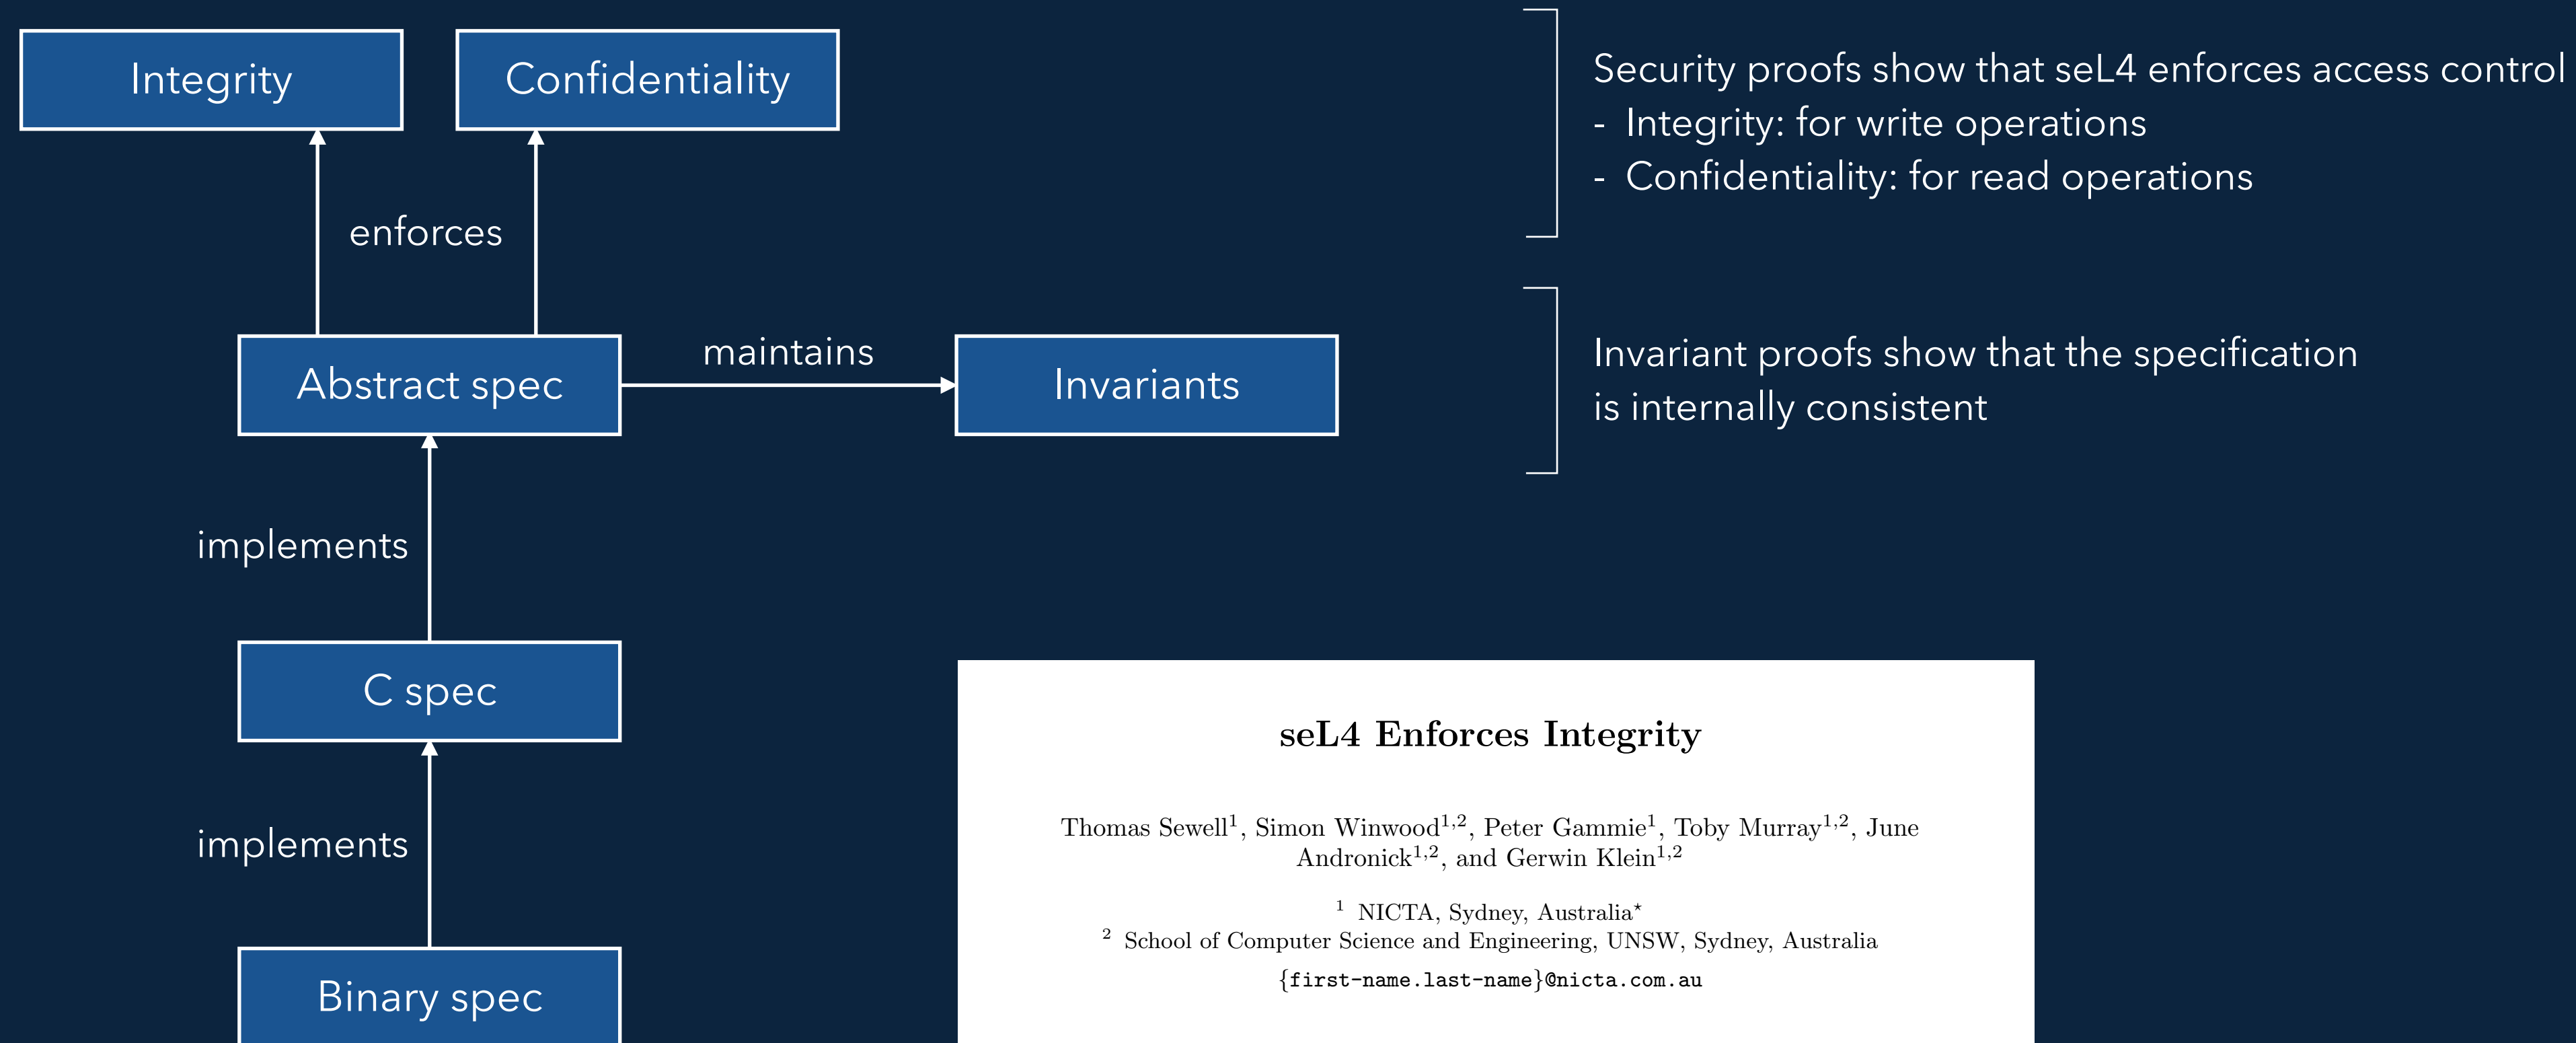 Integrity
Confidentiality
Security proofs show that seL4 enforces access control
- Integrity: for write operations
- Confidentiality: for read operations
enforces
Abstract spec
maintains
Invariants
Invariant proofs show that the specification
is internally consistent
implements
C spec
implements
Binary spec
seL4 Enforces Integrity
Thomas Sewell¹, Simon Winwood¹,², Peter Gammie¹, Toby Murray¹,², June
Andronick¹,², and Gerwin Klein¹,²
¹ NICTA, Sydney, Australia⋆
² School of Computer Science and Engineering, UNSW, Sydney, Australia
{first-name.last-name}@nicta.com.au